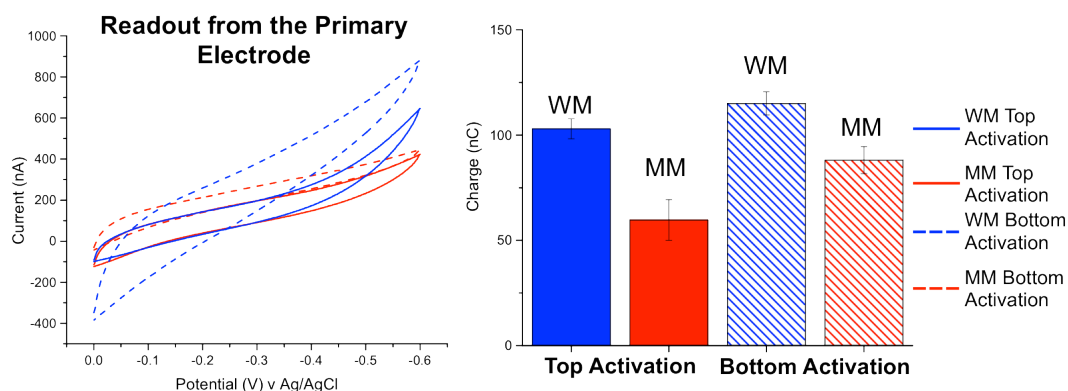 Readout from the Primary
Electrode
1000
800
600
400
200
0
-200
-400
Current (nA)
0.0
-0.1
-0.2
-0.3
-0.4
-0.5
-0.6
Potential (V) v Ag/AgCl
150
100
50
0
Charge (nC)
WM
MM
WM
MM
Top Activation
Bottom Activation
WM Top
Activation
MM Top
Activation
WM Bottom
Activation
MM Bottom
Activation